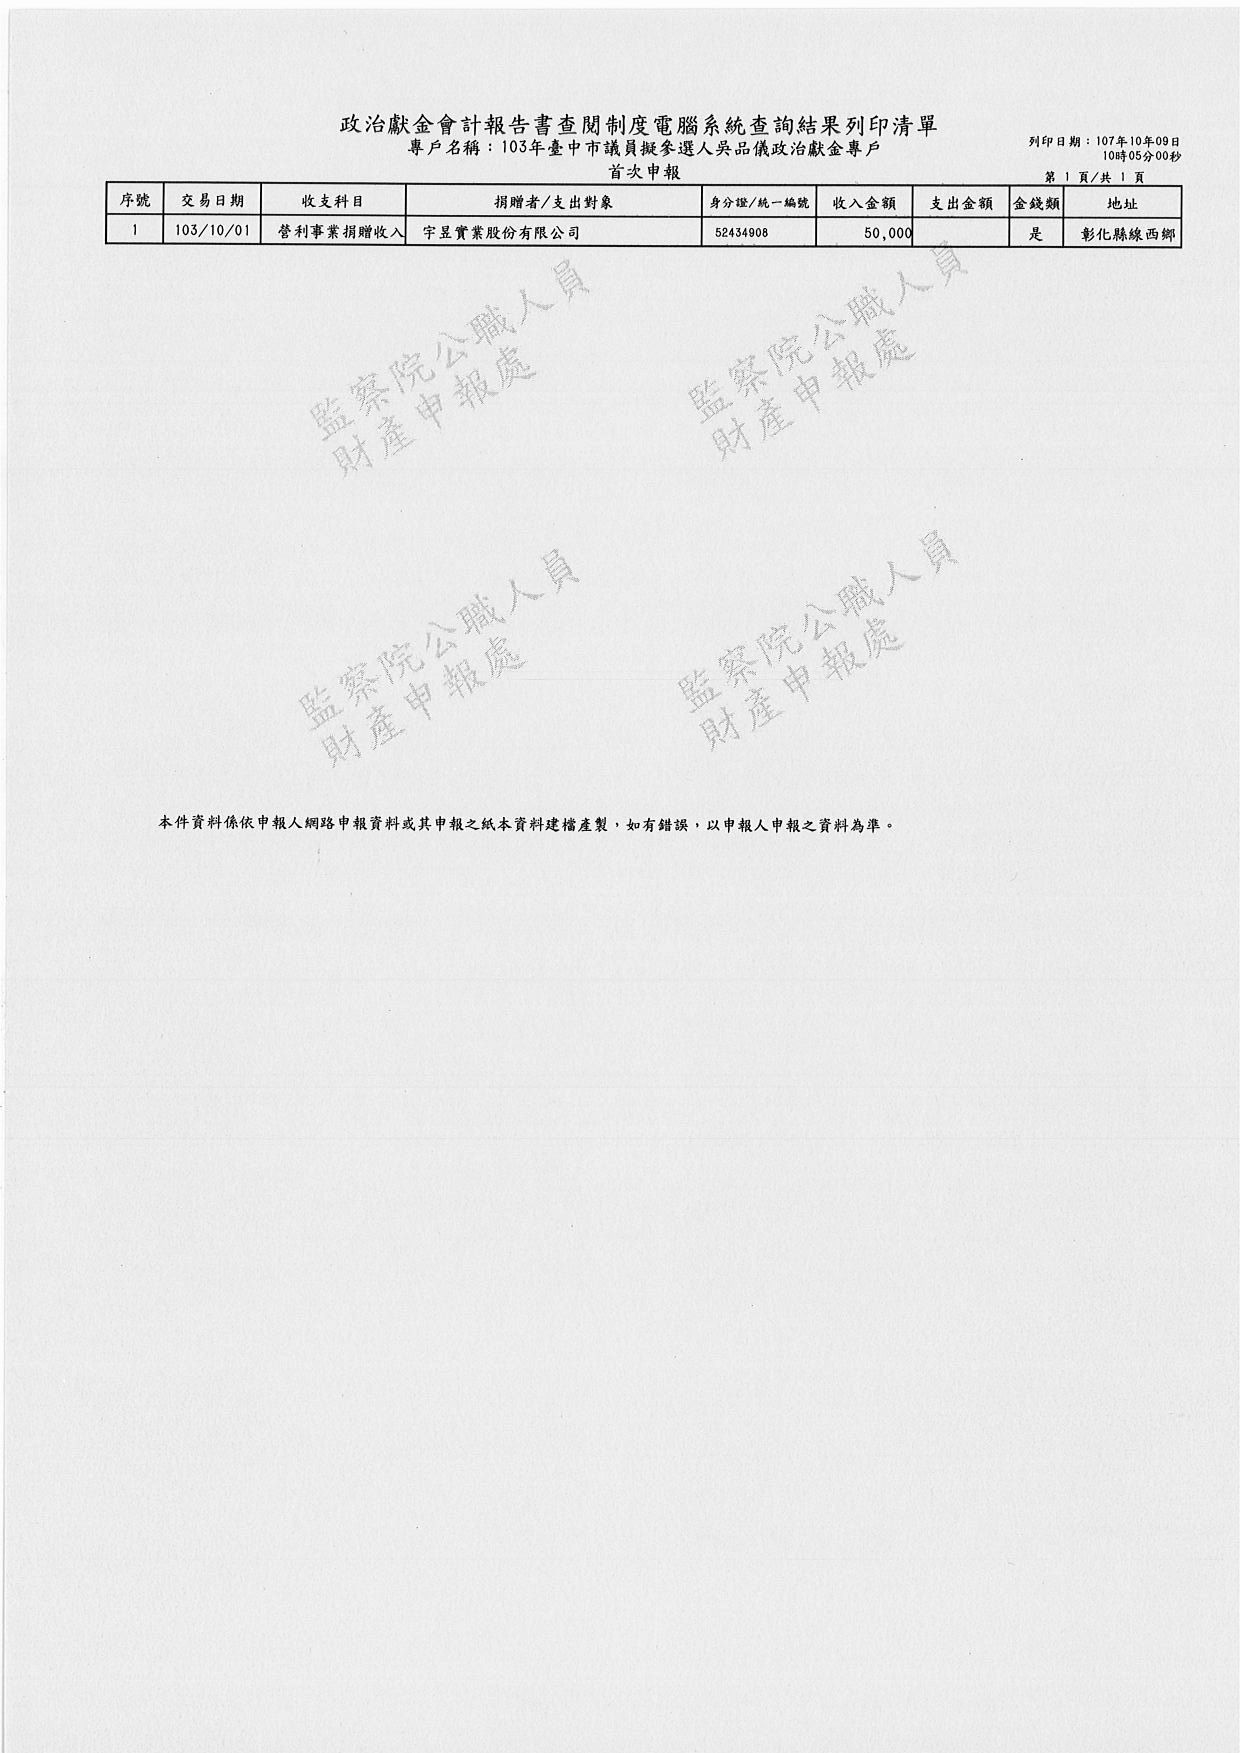 政治獻金會計報告書查閱制度電腦系統查詢結果列印清單
專戶名稱：103年臺中市議員擬參選人吳品儀政治獻金專戶
列印日期：107年10年09日
10時05分00秒
首次申報
第 1 頁/共 1 頁
序號 交易日期 收支科目 捐贈者/支出對象 身分證/統一編號 收入金額 支出金額 金錢類 地址
1 103/10/01 營利事業捐贈收入 宇昱實業股份有限公司 52434908 50,000 是 彰化縣線西鄉
監察院公職人員
財產申報處
監察院公職人員
財產申報處
監察院公職人員
財產申報處
監察院公職人員
財產申報處
本件資料係依申報人網路申報資料或其申報之紙本資料建檔產製，如有錯誤，以申報人申報之資料為準。